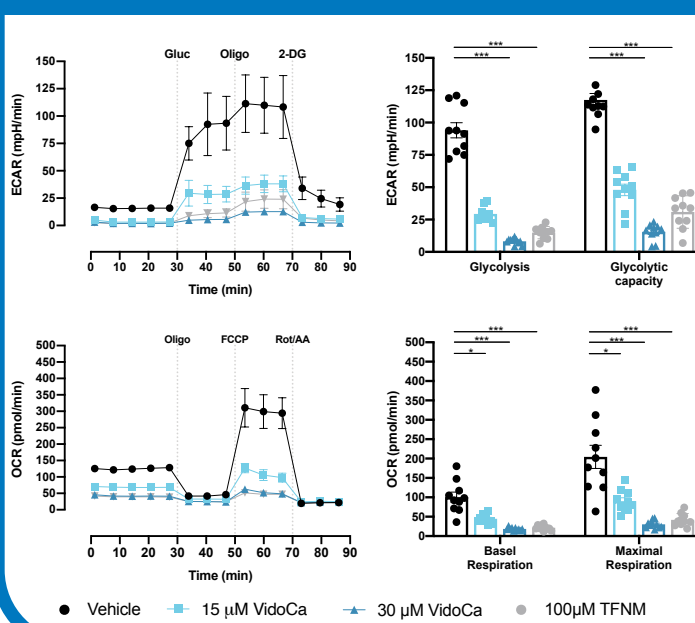 Gluc Oligo 2-DG
ECAR (mpH/min)
150
125
100
75
50
25
0
0 10 20 30 40 50 60 70 80 90
Time (min)
*** ***
*** ***
ECAR (mpH/min)
150
100
50
25
0
Glycolysis
Glycolytic
capacity
Oligo FCCP Rot/AA
OCR (pmol/min)
500
450
400
350
300
250
200
150
100
50
0
0 10 20 30 40 50 60 70 80 90
Time (min)
*** ***
*** ***
* *
OCR (pmol/min)
500
450
400
350
300
250
200
150
100
50
0
Basel
Respiration
Maximal
Respiration
Vehicle 15 μM VidoCa 30 μM VidoCa 100μM TFNM